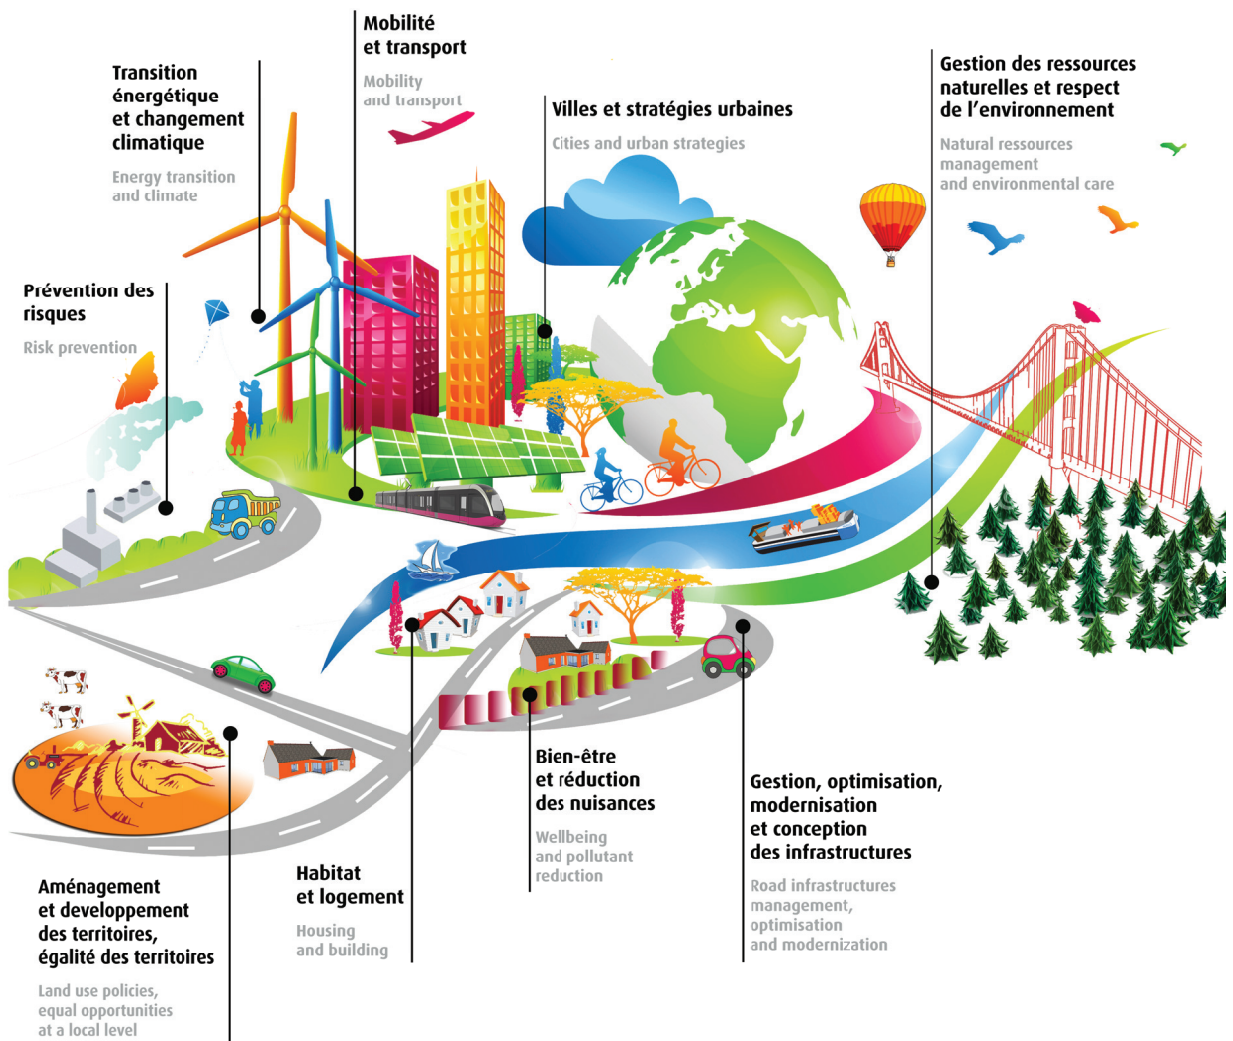 Mobilité
et transport
Mobility
and transport
Transition
énergétique
et changement
climatique
Energy transition
and climate
Villes et stratégies urbaines
Cities and urban strategies
Gestion des ressources
naturelles et respect
de l'environnement
Natural ressources
management
and environmental care
Prévention des
risques
Risk prevention
Bien-être
et réduction
des nuisances
Wellbeing
and pollutant
reduction
Gestion, optimisation,
modernisation
et conception
des infrastructures
Road infrastructures
management,
optimisation
and modernization
Habitat
et logement
Housing
and building
Aménagement
et developpement
des territoires,
égalité des territoires
Land use policies,
equal opportunities
at a local level